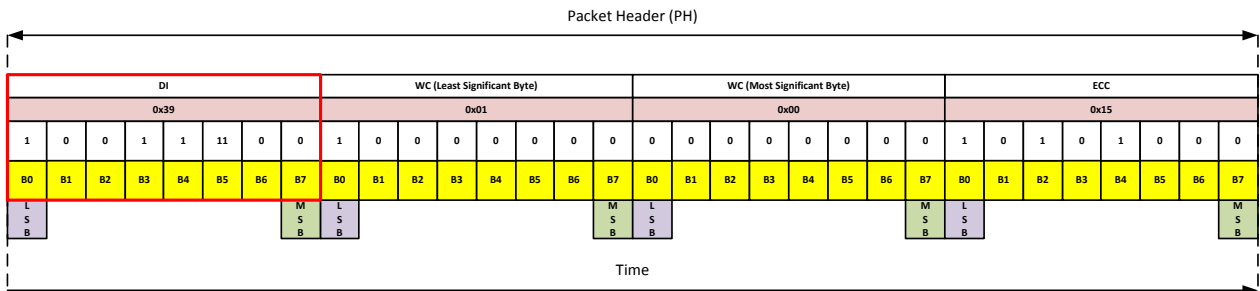 Packet Header (PH)
DI WC (Least Significant Byte) WC (Most Significant Byte) ECC
0x39 0x01 0x00 0x15
1 0 0 1 1 11 0 0 1 0 0 0 0 0 0 0 0 0 0 0 0 0 0 0 1 0 1 0 1 0 0 0
B0 B1 B2 B3 B4 B5 B6 B7 B0 B1 B2 B3 B4 B5 B6 B7 B0 B1 B2 B3 B4 B5 B6 B7 B0 B1 B2 B3 B4 B5 B6 B7
L M L M L M L M
S S S S S S S S
B B B B B B B B
Time